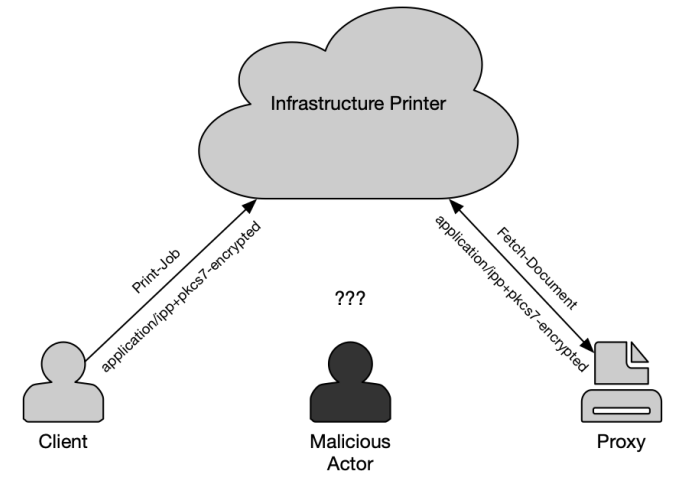 Infrastructure Printer
Print-Job
application/ipp+pkcs7-encrypted
Fetch-Document
application/ipp+pkcs7-encrypted
???
Client
Malicious
Actor
Proxy